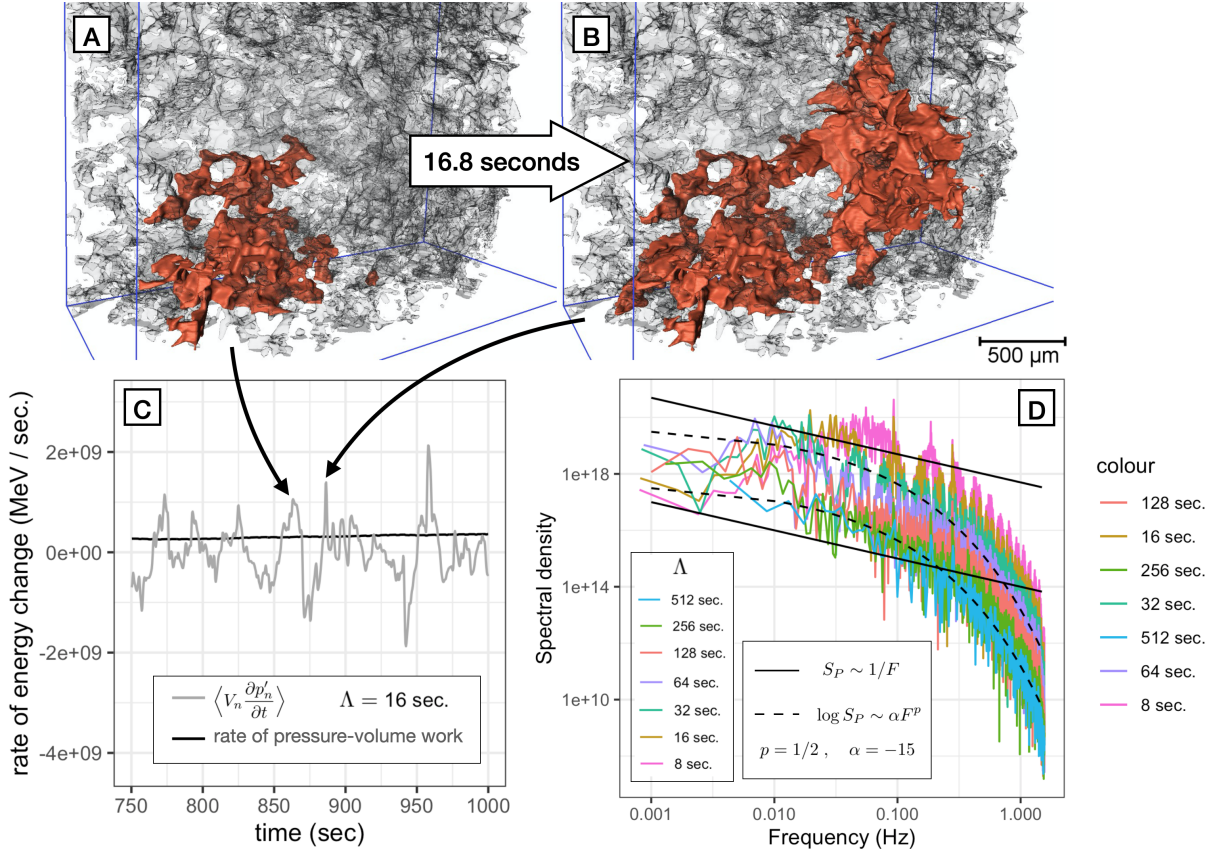 A
B
16.8 seconds
500 μm
C
rate of energy change (MeV / sec.)
2e+09
0e+00
-2e+09
-4e+09
⟨V_n ∂p'_n/∂t⟩ Λ = 16 sec.
rate of pressure-volume work
750 800 850 900 950 1000
time (sec)
D
Spectral density
1e+18
1e+14
1e+10
Λ
512 sec.
256 sec.
128 sec.
64 sec.
32 sec.
16 sec.
8 sec.
S_P ∼ 1/F
log S_P ∼ αF^p
p = 1/2 , α = −15
0.001 0.010 0.100 1.000
Frequency (Hz)
colour
128 sec.
16 sec.
256 sec.
32 sec.
512 sec.
64 sec.
8 sec.